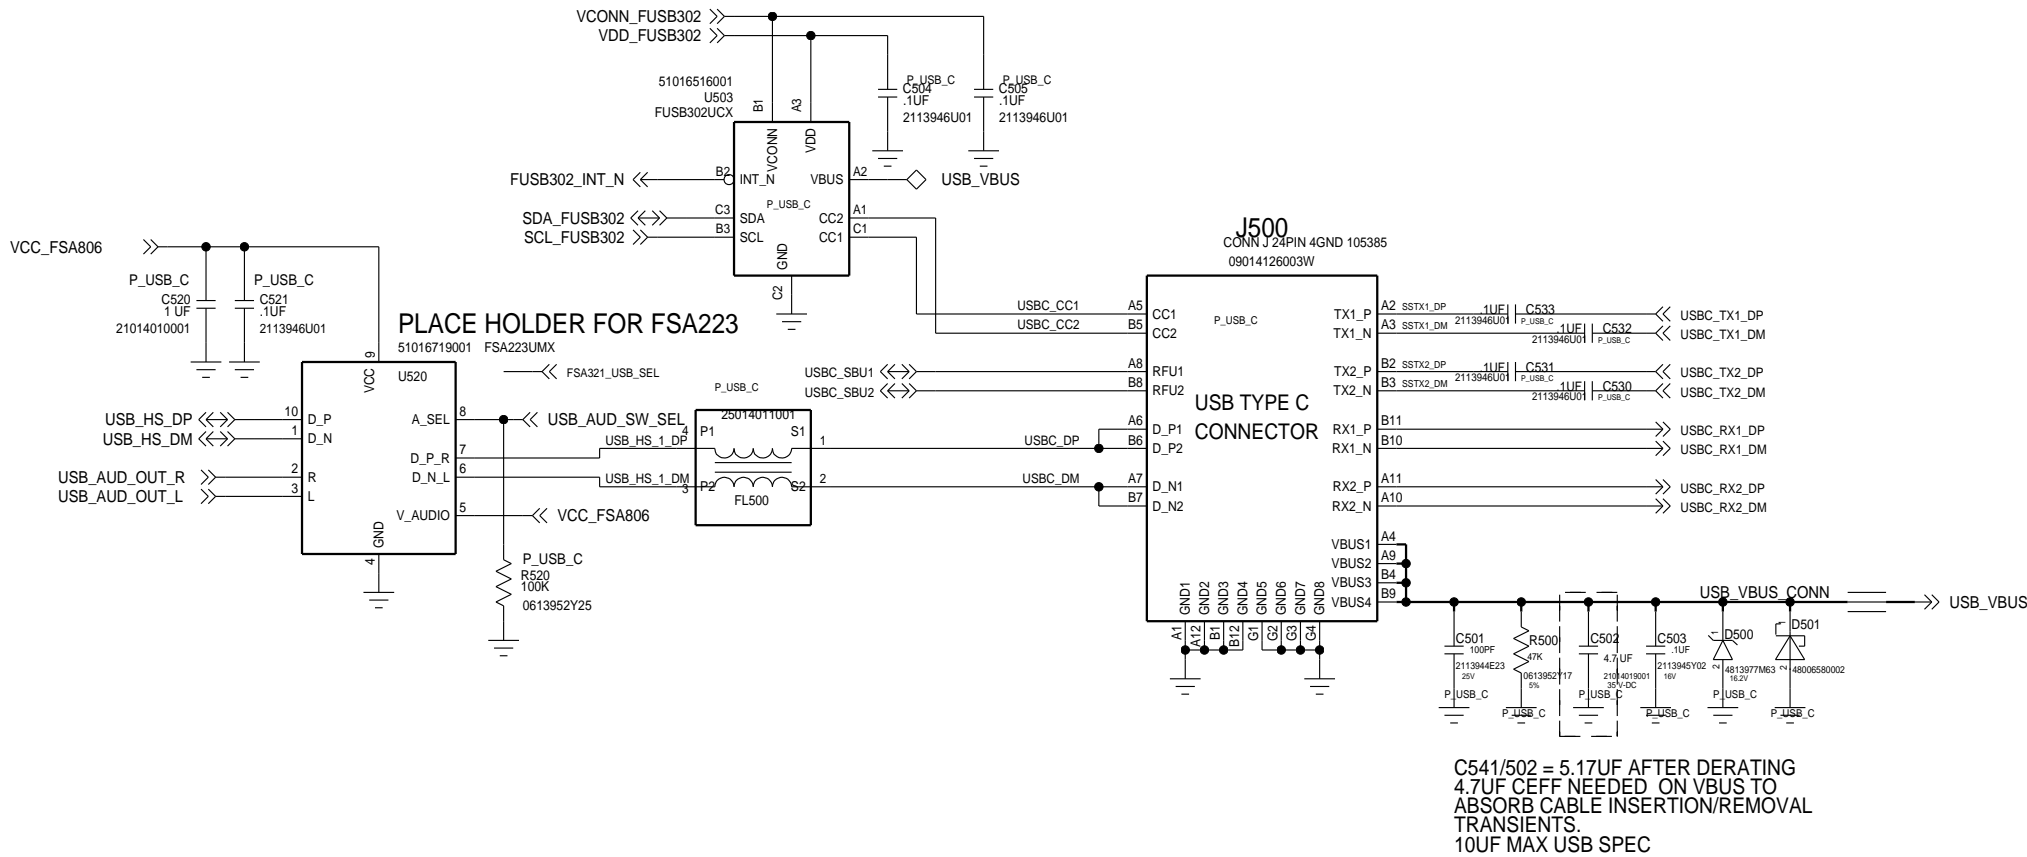 VCONN_FUSB302
VDD_FUSB302
51016516001
U503
FUSB302UCX
B1
A3
P_USB_C
C504
.1UF
2113946U01
P_USB_C
C505
.1UF
2113946U01
VCONN
VDD
FUSB302_INT_N
B2
INT_N
VBUS
A2
USB_VBUS
P_USB_C
SDA_FUSB302
C3
SDA
CC2
A1
SCL_FUSB302
B3
SCL
CC1
C1
GND
C2
VCC_FSA806
P_USB_C
C520
1 UF
21014010001
P_USB_C
C521
.1UF
2113946U01
PLACE HOLDER FOR FSA223
51016719001 FSA223UMX
9
VCC
U520
FSA321_USB_SEL
USB_HS_DP
10
D_P
A_SEL
8
USB_AUD_SW_SEL
USB_HS_DM
1
D_N
D_P_R
7
USB_HS_1_DP
USB_AUD_OUT_R
2
R
D_N_L
6
USB_HS_1_DM
USB_AUD_OUT_L
3
L
V_AUDIO
5
VCC_FSA806
GND
4
P_USB_C
R520
100K
0613952Y25
P_USB_C
25014011001
4
P1
S1
1
3
P2
S2
2
FL500
J500
CONN J 24PIN 4GND 105385
09014126003W
P_USB_C
USB TYPE C
CONNECTOR
USBC_CC1
A5
CC1
USBC_CC2
B5
CC2
USBC_SBU1
A8
RFU1
USBC_SBU2
B8
RFU2
USBC_DP
A6
D_P1
B6
D_P2
USBC_DM
A7
D_N1
B7
D_N2
TX1_P
A2
SSTX1_DP
.1UF
C533
2113946U01
P_USB_C
USBC_TX1_DP
TX1_N
A3
SSTX1_DM
.1UF
C532
2113946U01
P_USB_C
USBC_TX1_DM
TX2_P
B2
SSTX2_DP
.1UF
C531
2113946U01
P_USB_C
USBC_TX2_DP
TX2_N
B3
SSTX2_DM
.1UF
C530
2113946U01
P_USB_C
USBC_TX2_DM
RX1_P
B11
USBC_RX1_DP
RX1_N
B10
USBC_RX1_DM
RX2_P
A11
USBC_RX2_DP
RX2_N
A10
USBC_RX2_DM
VBUS1
A4
VBUS2
A9
VBUS3
B4
VBUS4
B9
GND1
GND2
GND3
GND4
GND5
GND6
GND7
GND8
A1
A12
B1
B12
G1
G2
G3
G4
USB_VBUS_CONN
USB_VBUS
C501
100PF
2113944E23
25V
P_USB_C
R500
47K
0613952Y17
5%
P_USB_C
C502
4.7 UF
21014019001
35 V-DC
P_USB_C
C503
.1UF
2113945Y02
16V
P_USB_C
1
D500
2
4813977M63
16.2V
P_USB_C
1
D501
2
48006580002
P_USB_C
C541/502 = 5.17UF AFTER DERATING
4.7UF CEFF NEEDED ON VBUS TO
ABSORB CABLE INSERTION/REMOVAL
TRANSIENTS.
10UF MAX USB SPEC